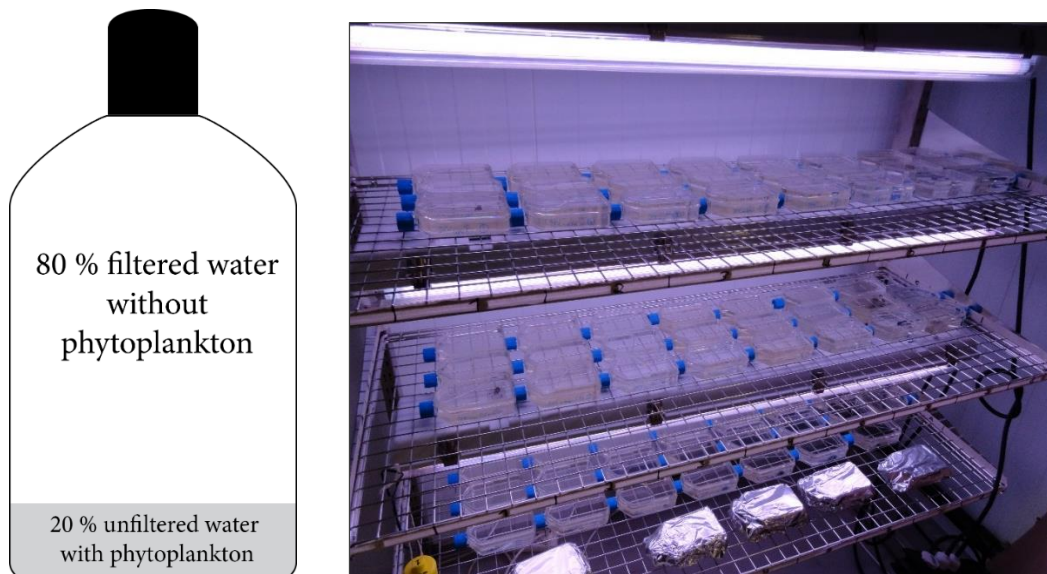 80 % filtered water
without
phytoplankton
20 % unfiltered water
with phytoplankton